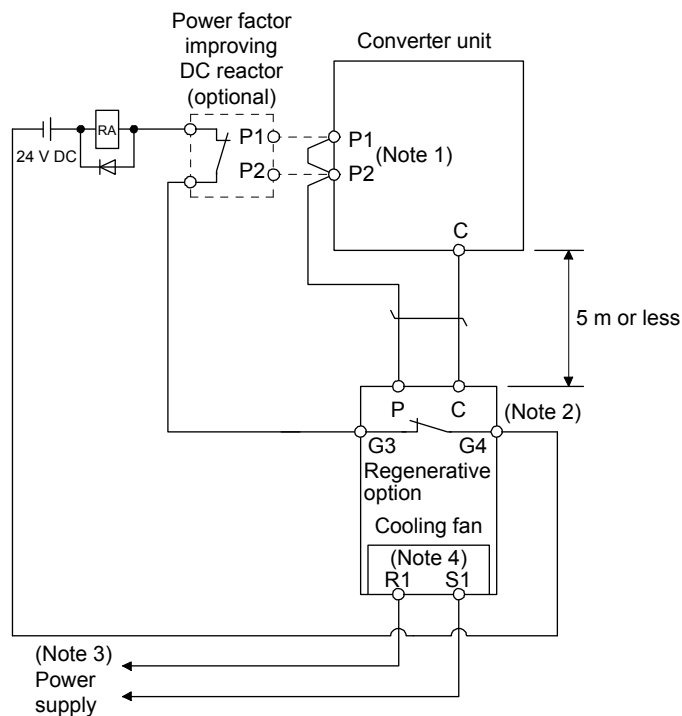 Power factor
improving
DC reactor
(optional)
Converter unit
RA
24 V DC
P1
P2
P1
(Note 1)
P2
C
5 m or less
P
C
(Note 2)
G3
G4
Regenerative
option
Cooling fan
(Note 4)
R1
S1
(Note 3)
Power
supply